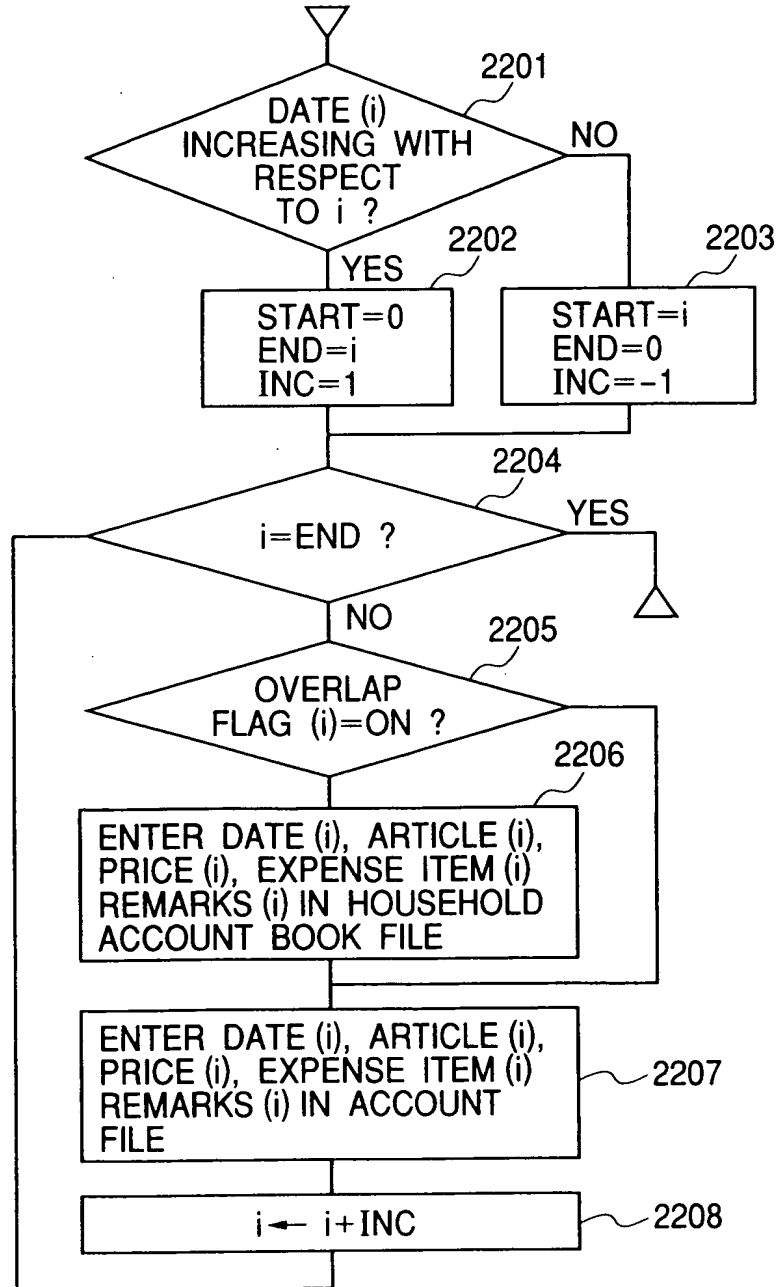 2201
DATE (i)
INCREASING WITH
RESPECT
TO i ?
NO
YES
2202
START=0
END=i
INC=1
2203
START=i
END=0
INC=-1
2204
i=END ?
YES
NO
2205
OVERLAP
FLAG (i)=ON ?
2206
ENTER DATE (i), ARTICLE (i),
PRICE (i), EXPENSE ITEM (i)
REMARKS (i) IN HOUSEHOLD
ACCOUNT BOOK FILE
ENTER DATE (i), ARTICLE (i),
PRICE (i), EXPENSE ITEM (i)
REMARKS (i) IN ACCOUNT
FILE
2207
i ← i+INC
2208